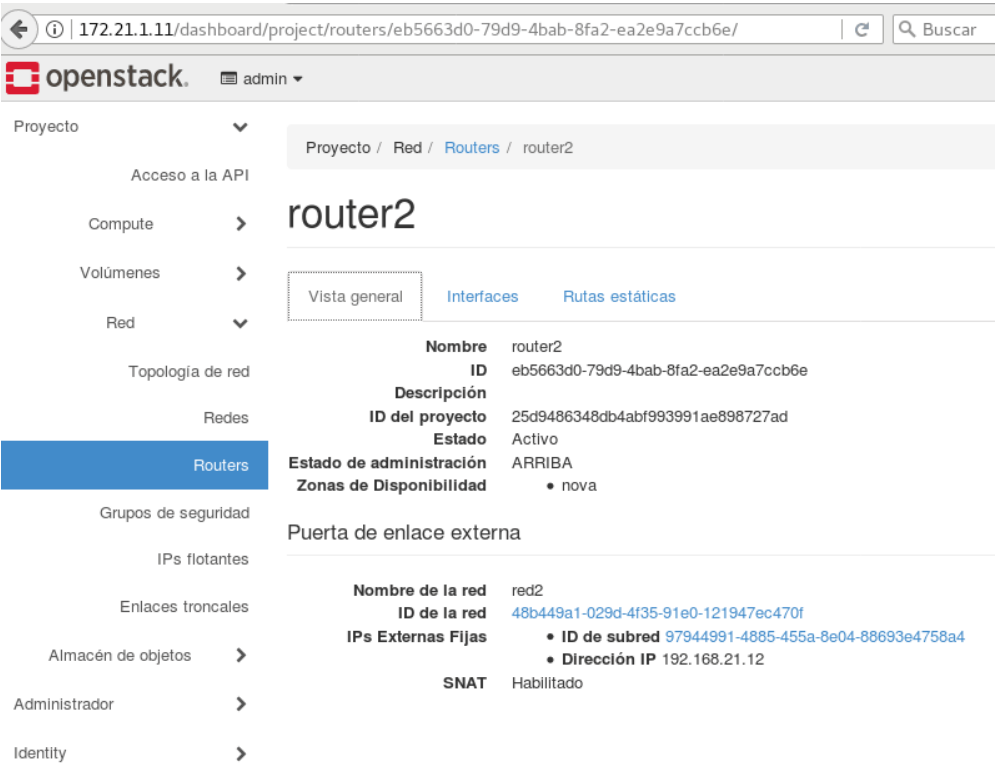 172.21.1.11/dashboard/project/routers/eb5663d0-79d9-4bab-8fa2-ea2e9a7ccb6e/
Buscar
openstack.
admin
Proyecto
Acceso a la API
Compute
Volúmenes
Red
Topología de red
Redes
Routers
Grupos de seguridad
IPs flotantes
Enlaces troncales
Almacén de objetos
Administrador
Identity
Proyecto / Red / Routers / router2
router2
Vista general Interfaces Rutas estáticas
Nombre router2
ID eb5663d0-79d9-4bab-8fa2-ea2e9a7ccb6e
Descripción
ID del proyecto 25d9486348db4abf993991ae898727ad
Estado Activo
Estado de administración ARRIBA
Zonas de Disponibilidad • nova
Puerta de enlace externa
Nombre de la red red2
ID de la red 48b449a1-029d-4f35-91e0-121947ec470f
IPs Externas Fijas • ID de subred 97944991-4885-455a-8e04-88693e4758a4
• Dirección IP 192.168.21.12
SNAT Habilitado